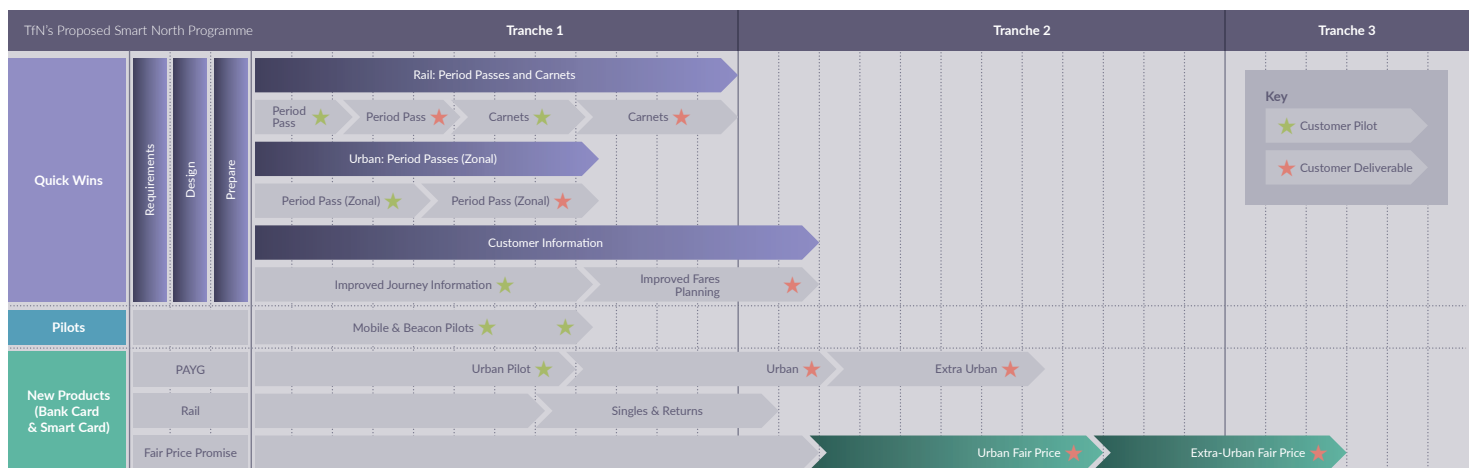 TfN's Proposed Smart North Programme
Tranche 1
Tranche 2
Tranche 3
Quick Wins
Requirements
Design
Prepare
Rail: Period Passes and Carnets
Period
Pass
Period Pass
Carnets
Carnets
Urban: Period Passes (Zonal)
Period Pass (Zonal)
Period Pass (Zonal)
Customer Information
Improved Journey Information
Improved Fares
Planning
Key
Customer Pilot
Customer Deliverable
Pilots
Mobile & Beacon Pilots
New Products
(Bank Card
& Smart Card)
PAYG
Urban Pilot
Urban
Extra Urban
Rail
Singles & Returns
Fair Price Promise
Urban Fair Price
Extra-Urban Fair Price